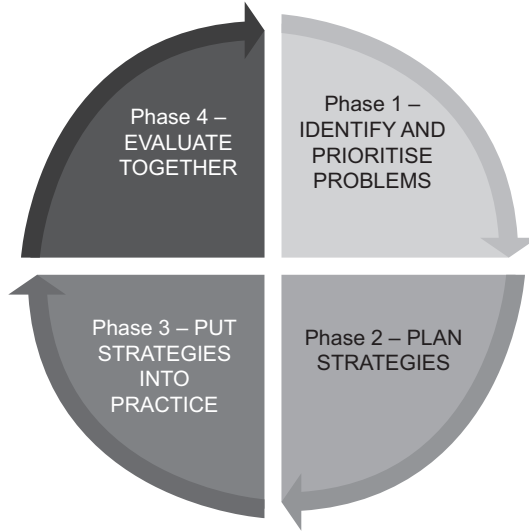 Phase 1 –
IDENTIFY AND
PRIORITISE
PROBLEMS
Phase 2 – PLAN
STRATEGIES
Phase 3 – PUT
STRATEGIES
INTO
PRACTICE
Phase 4 –
EVALUATE
TOGETHER